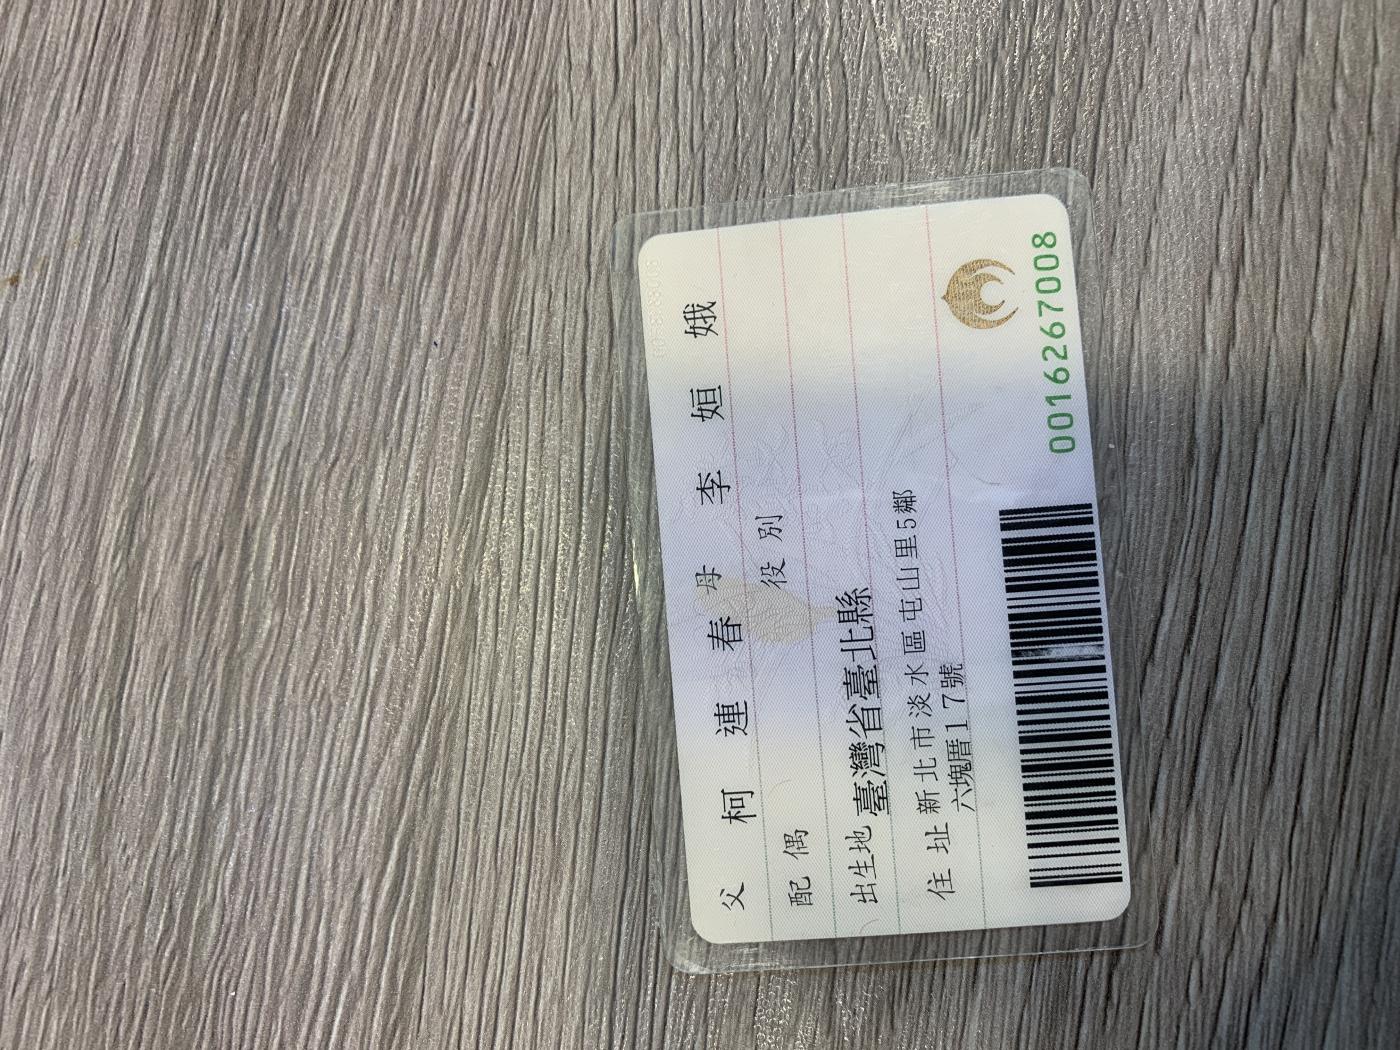 父 柯連春 母 李姮娥
配偶 役別
出生地 臺灣省臺北縣
住址 新北市淡水區屯山里5鄰
六塊厝17號
0016267008